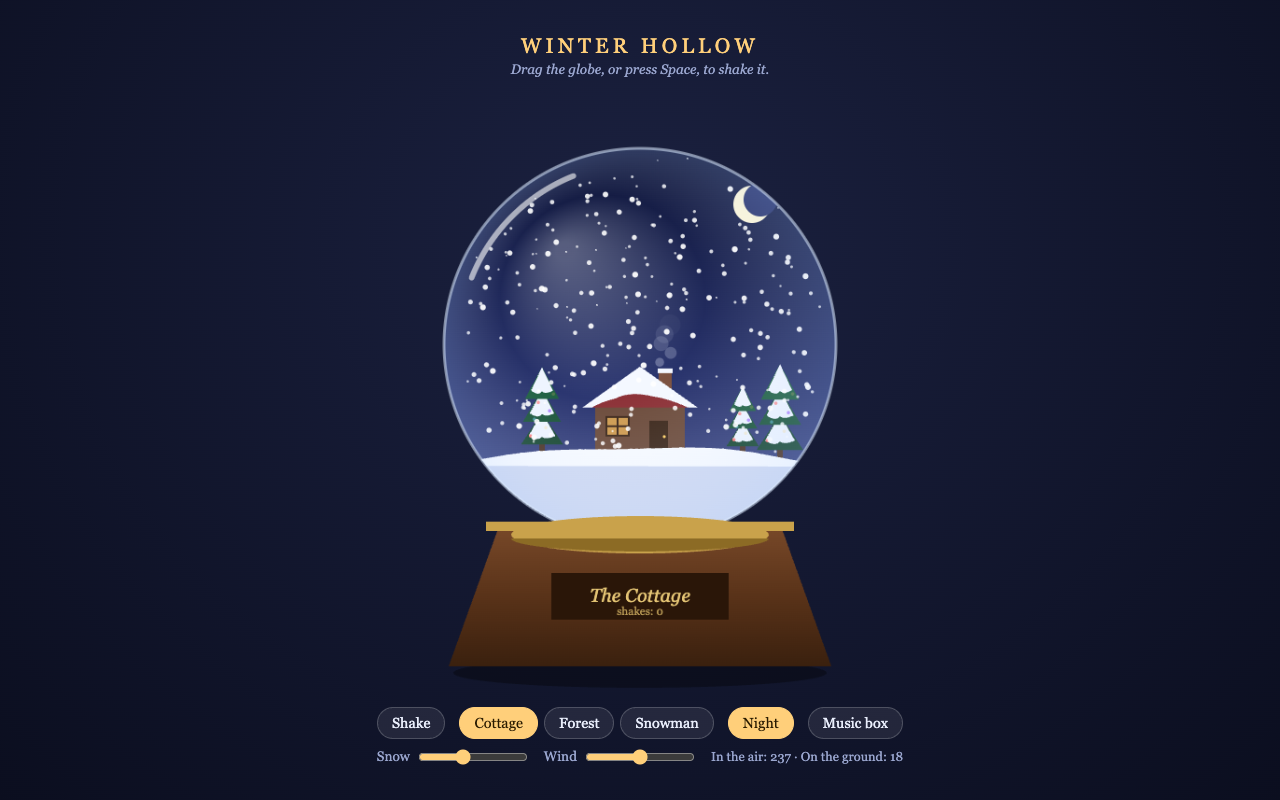 WINTER HOLLOW
Drag the globe, or press Space, to shake it.
The Cottage
shakes: 0
Shake Cottage Forest Snowman Night Music box
Snow Wind In the air: 237 · On the ground: 18